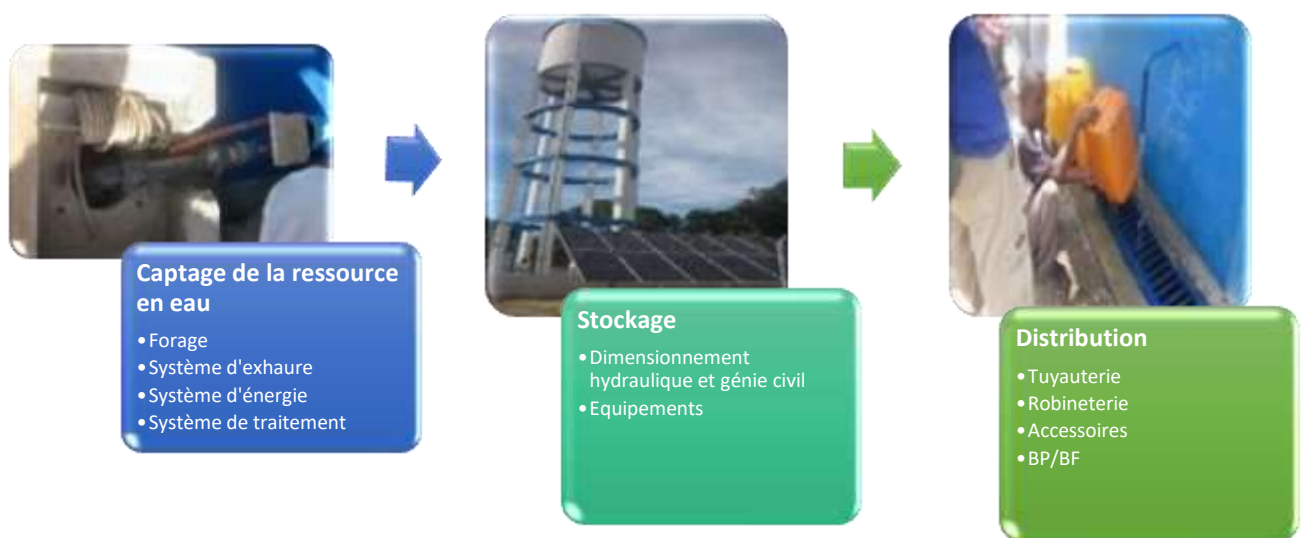 Captage de la ressource
en eau
•Forage
•Système d'exhaure
•Système d'énergie
•Système de traitement
Stockage
•Dimensionnement
hydraulique et génie civil
•Equipements
Distribution
•Tuyauterie
•Robineterie
•Accessoires
•BP/BF